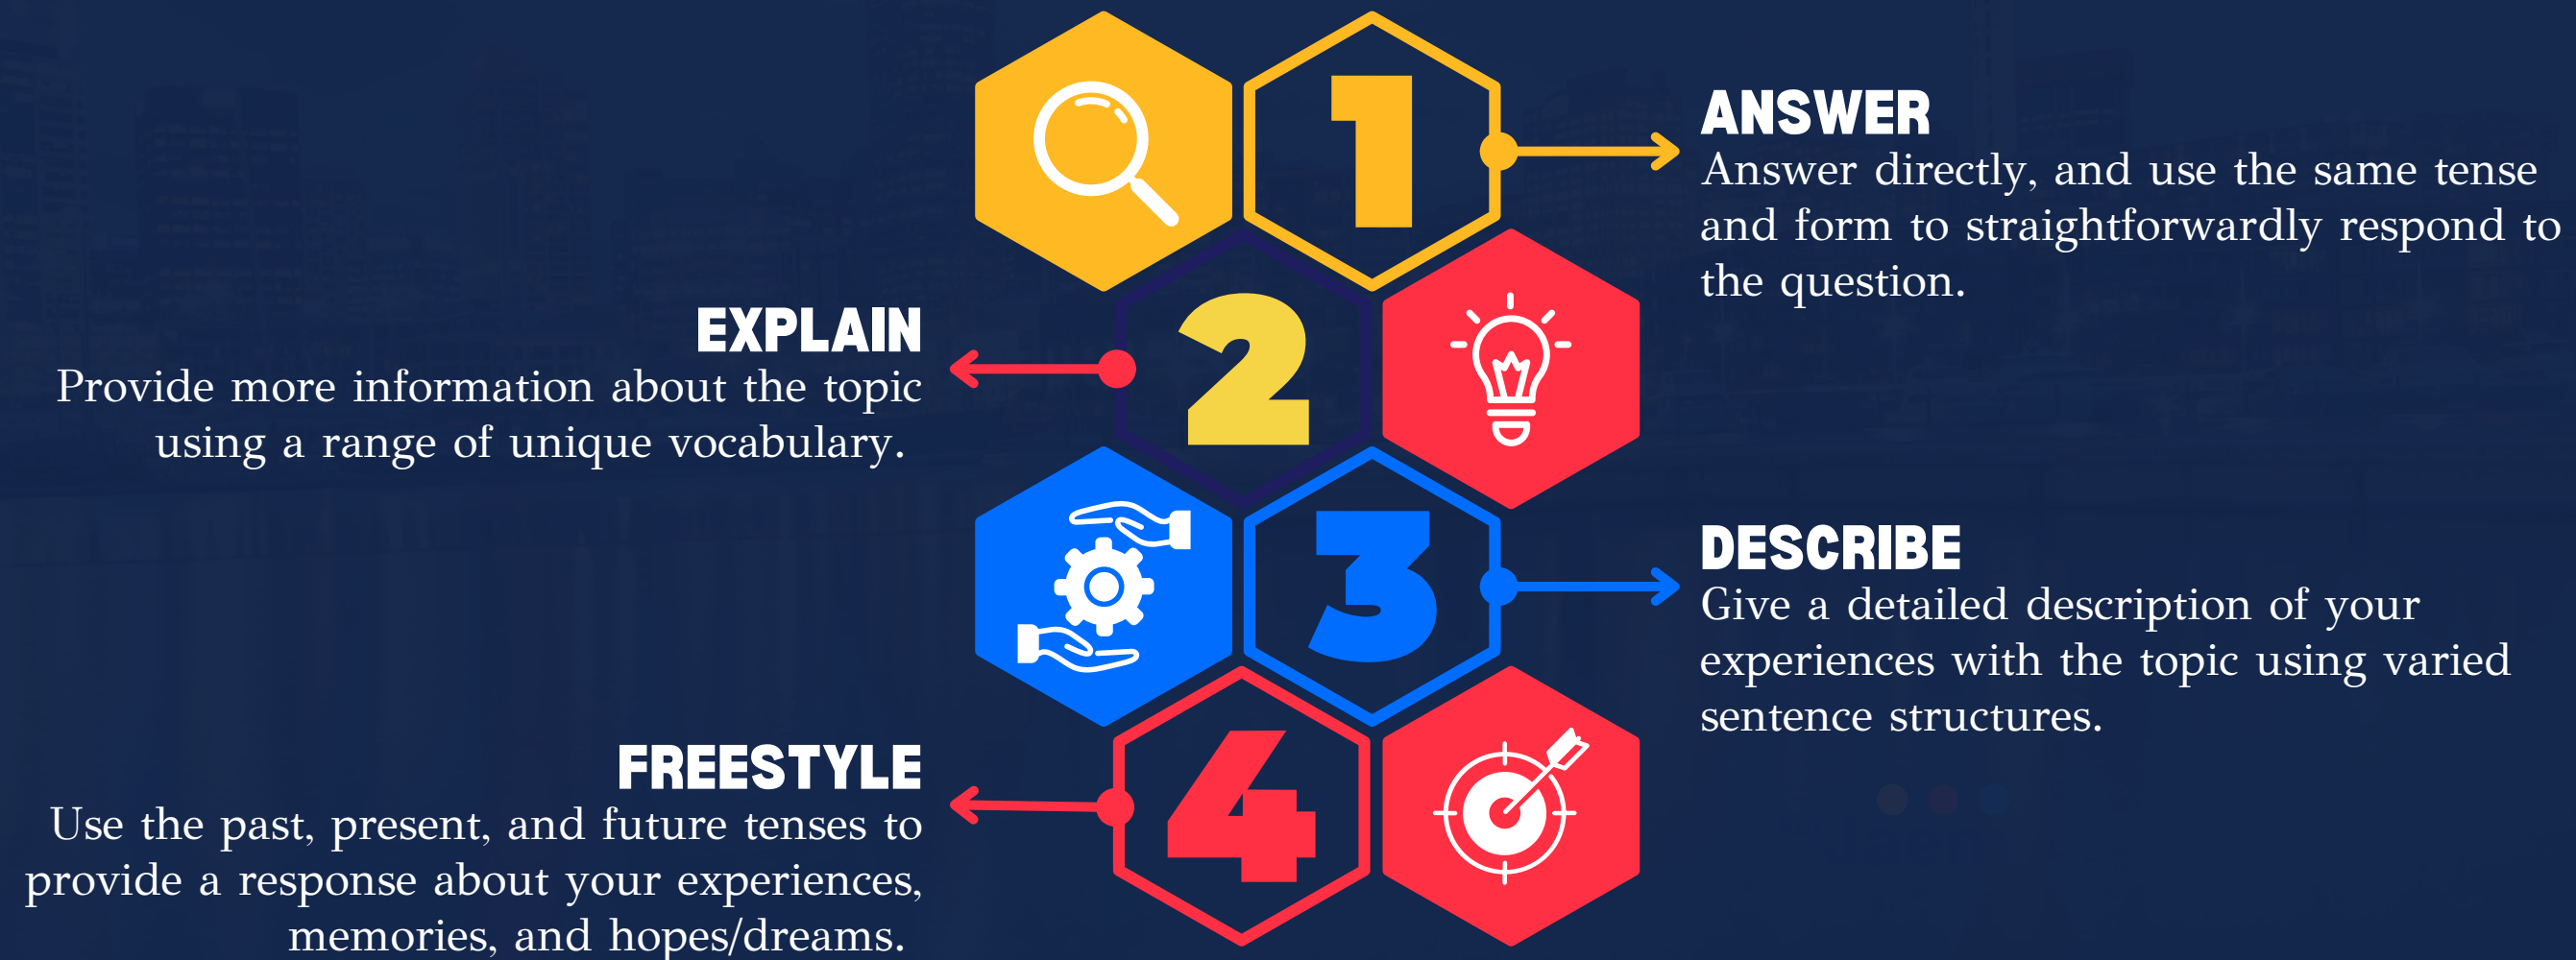 1
ANSWER
Answer directly, and use the same tense
and form to straightforwardly respond to
the question.
2
EXPLAIN
Provide more information about the topic
using a range of unique vocabulary.
3
DESCRIBE
Give a detailed description of your
experiences with the topic using varied
sentence structures.
4
FREESTYLE
Use the past, present, and future tenses to
provide a response about your experiences,
memories, and hopes/dreams.